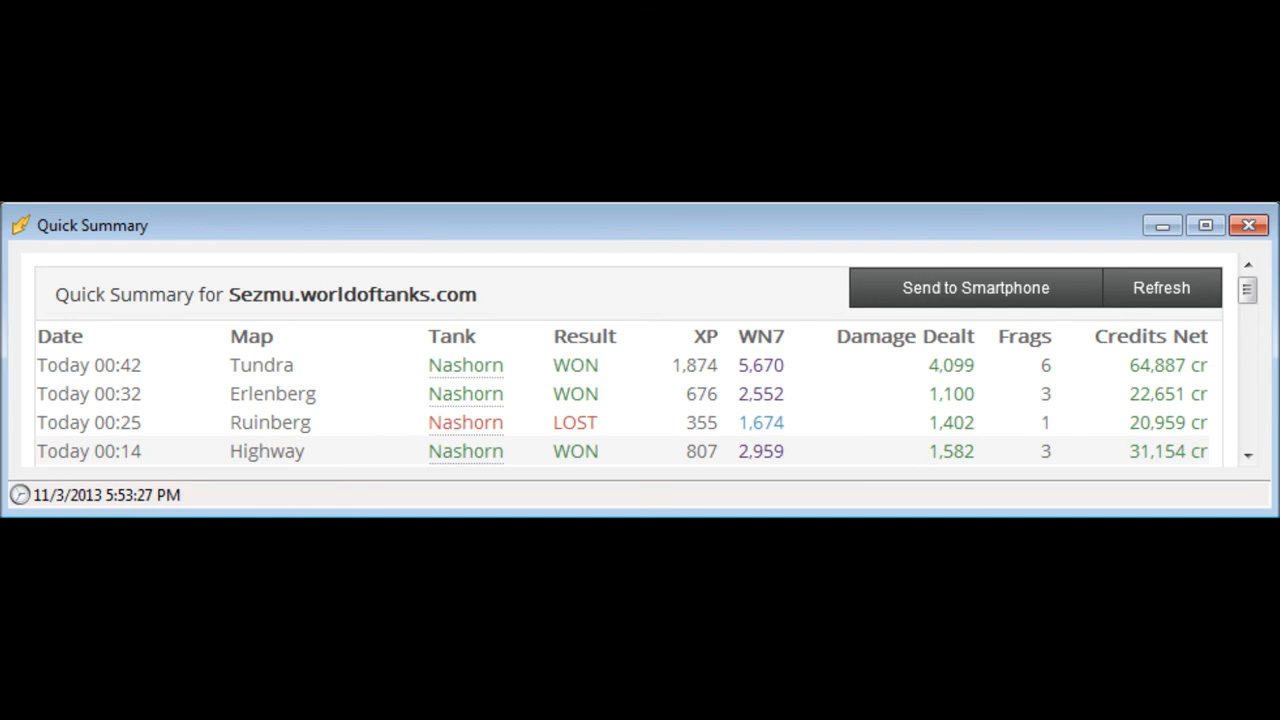 Quick Summary
Quick Summary for Sezmu.worldoftanks.com Send to Smartphone Refresh
Date Map Tank Result XP WN7 Damage Dealt Frags Credits Net
Today 00:42 Tundra Nashorn WON 1,874 5,670 4,099 6 64,887 cr
Today 00:32 Erlenberg Nashorn WON 676 2,552 1,100 3 22,651 cr
Today 00:25 Ruinberg Nashorn LOST 355 1,674 1,402 1 20,959 cr
Today 00:14 Highway Nashorn WON 807 2,959 1,582 3 31,154 cr
11/3/2013 5:53:27 PM